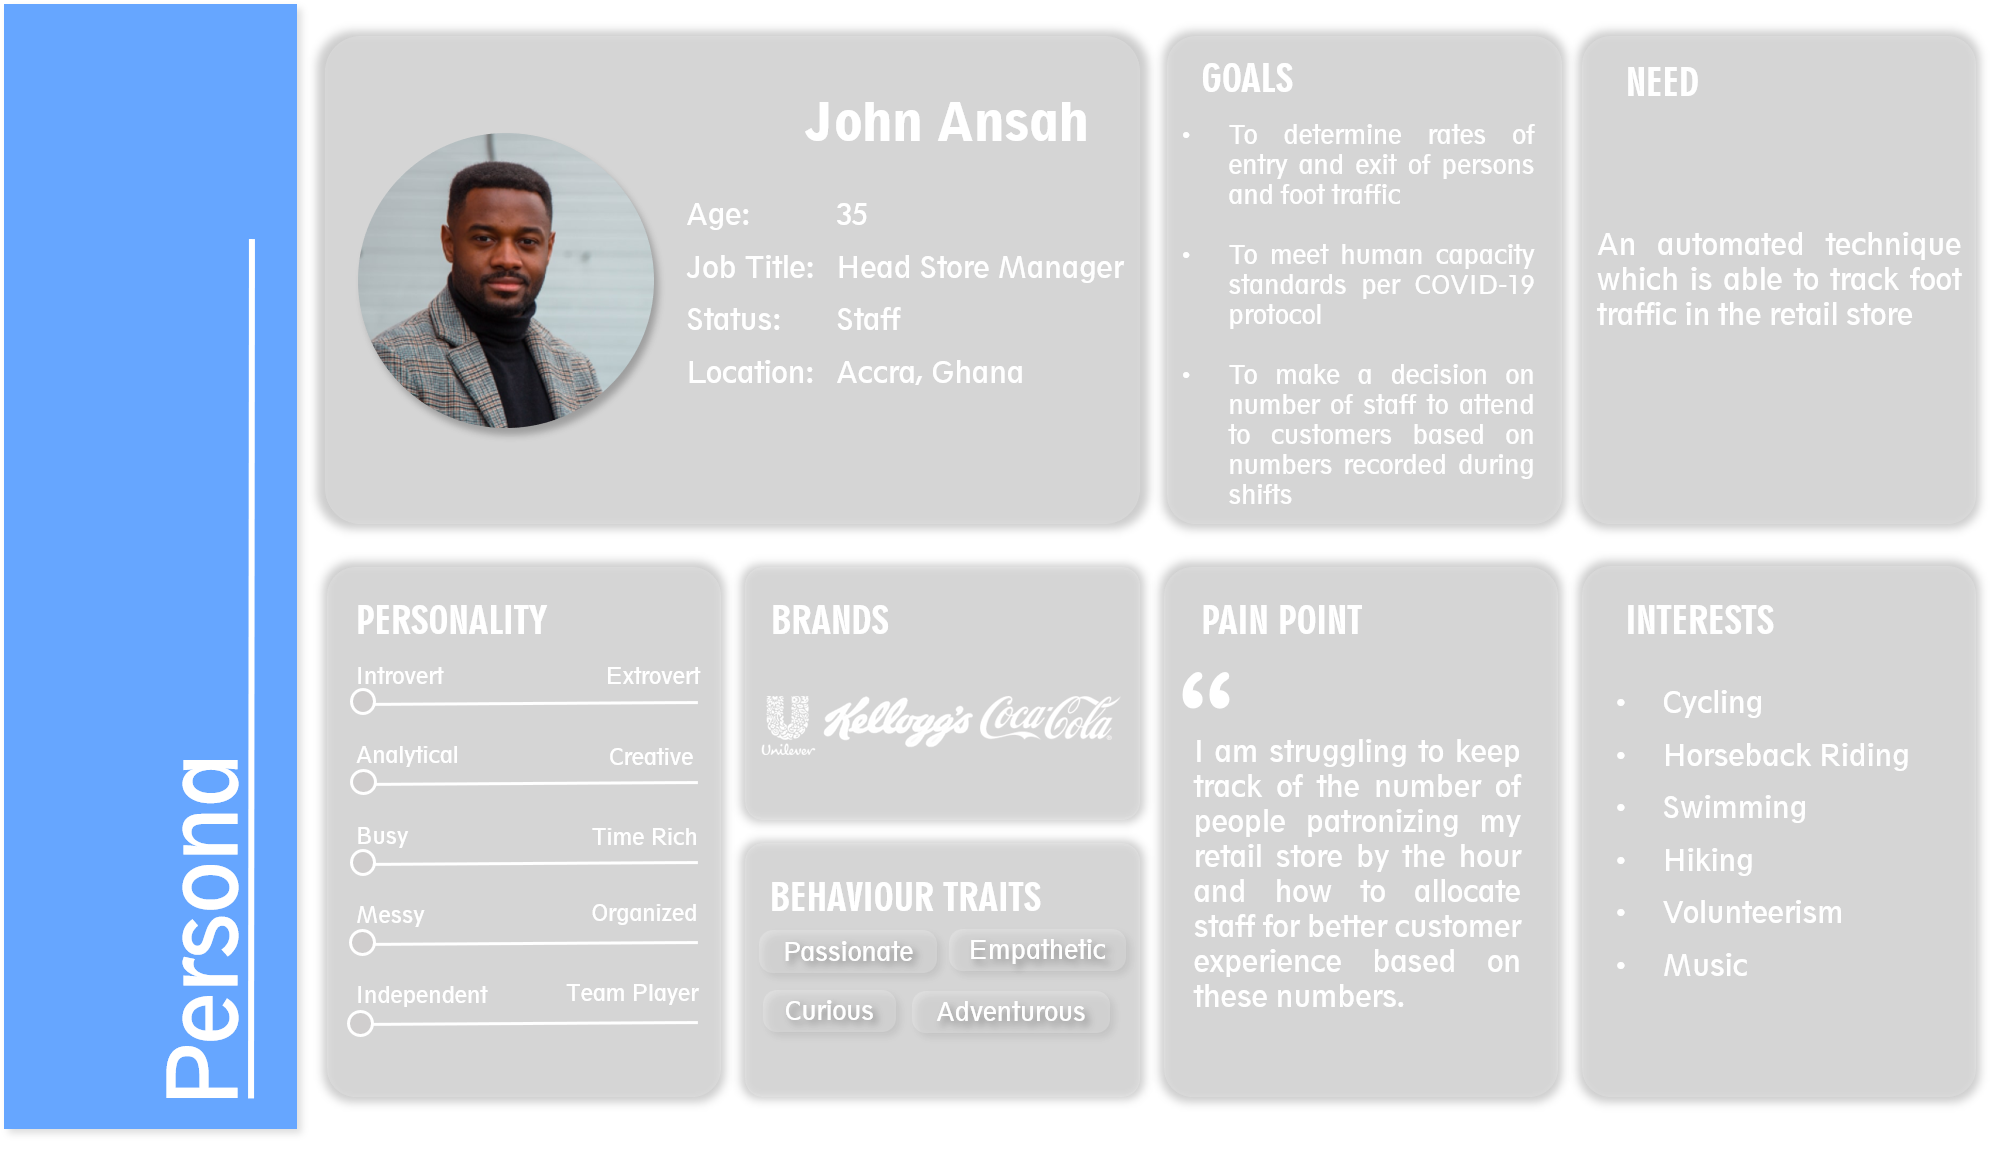 Persona
John Ansah
Age: 35
Job Title: Head Store Manager
Status: Staff
Location: Accra, Ghana
GOALS
• To determine rates of
entry and exit of persons
and foot traffic
• To meet human capacity
standards per COVID-19
protocol
• To make a decision on
number of staff to attend
to customers based on
numbers recorded during
shifts
NEED
An automated technique
which is able to track foot
traffic in the retail store
PERSONALITY
Introvert Extrovert
Analytical Creative
Busy Time Rich
Messy Organized
Independent Team Player
BRANDS
Unilever Kellogg's Coca-Cola
BEHAVIOUR TRAITS
Passionate Empathetic
Curious Adventurous
PAIN POINT
“
I am struggling to keep
track of the number of
people patronizing my
retail store by the hour
and how to allocate
staff for better customer
experience based on
these numbers.
INTERESTS
• Cycling
• Horseback Riding
• Swimming
• Hiking
• Volunteerism
• Music